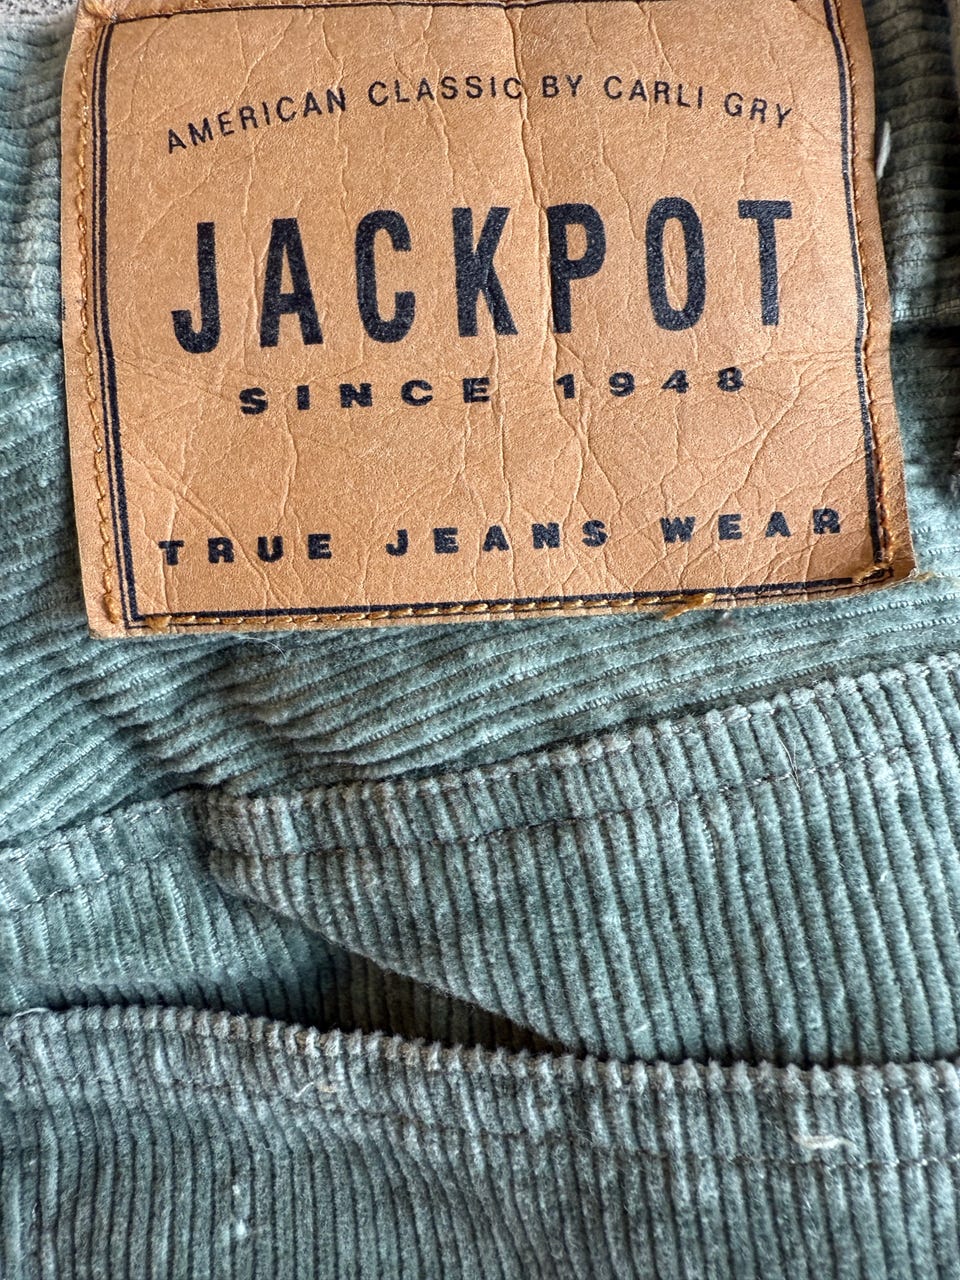 AMERICAN CLASSIC BY CARLI GRY
JACKPOT
SINCE 1948
TRUE JEANS WEAR